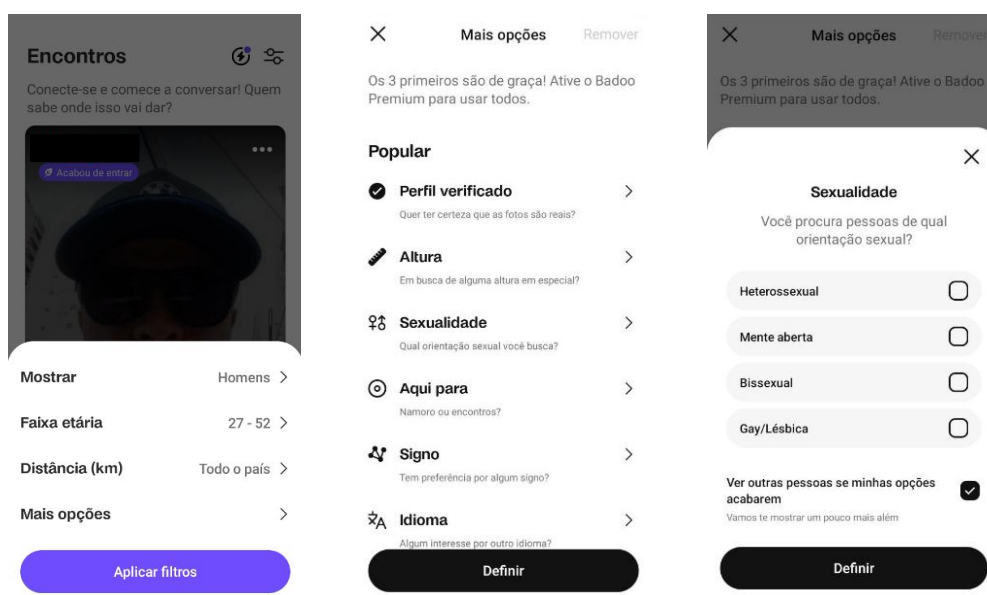 Encontros
Conecte-se e comece a conversar! Quem
sabe onde isso vai dar?
Acabou de entrar
Mostrar Homens
Faixa etária 27 - 52
Distância (km) Todo o país
Mais opções
Aplicar filtros
Mais opções Remover
Os 3 primeiros são de graça! Ative o Badoo
Premium para usar todos.
Popular
Perfil verificado
Quer ter certeza que as fotos são reais?
Altura
Em busca de alguma altura em especial?
Sexualidade
Qual orientação sexual você busca?
Aqui para
Namoro ou encontros?
Signo
Tem preferência por algum signo?
Idioma
Algum interesse por outro idioma?
Definir
Mais opções Remover
Os 3 primeiros são de graça! Ative o Badoo
Premium para usar todos.
Sexualidade
Você procura pessoas de qual
orientação sexual?
Heterossexual
Mente aberta
Bissexual
Gay/Lésbica
Ver outras pessoas se minhas opções
acabarem
Vamos te mostrar um pouco mais além
Definir